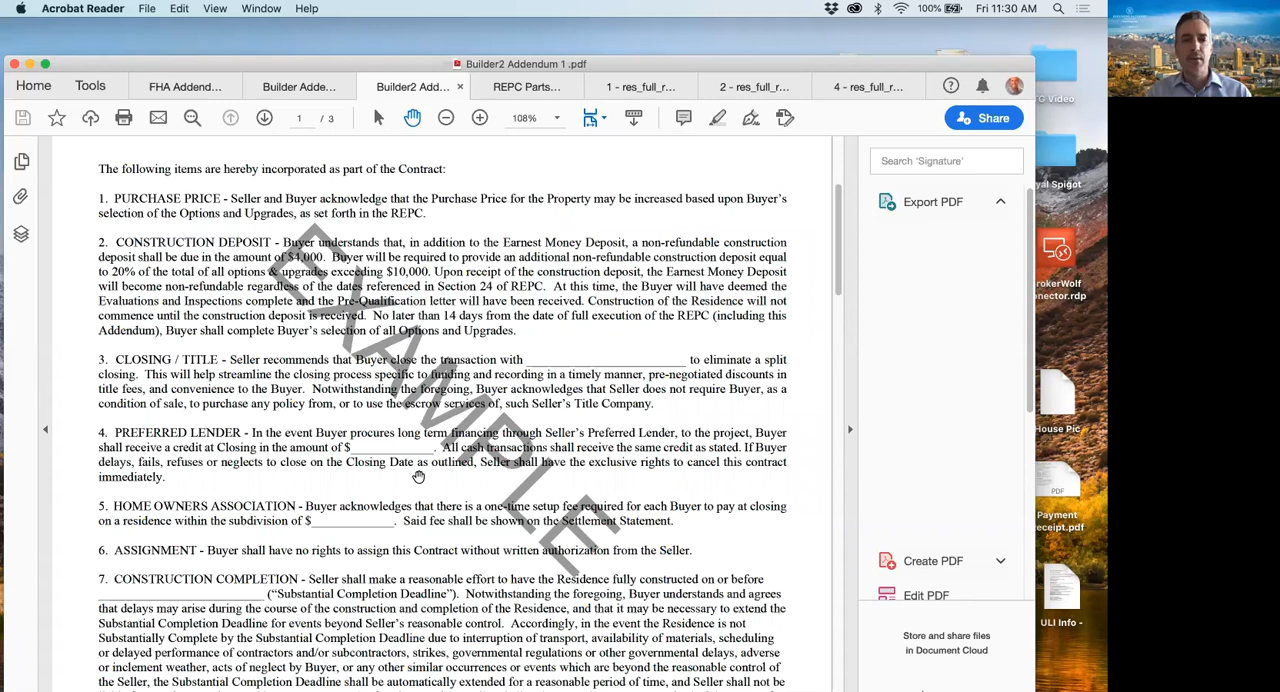 Acrobat Reader File Edit View Window Help 100% Fri 11:30 AM
Builder2 Addendum 1 .pdf
Home Tools FHA Addend... Builder Adde... Builder2 Add... × REPC Parts... 1 - res_full_r... 2 - res_full_r... 4 - res_full_r...
1 / 3 108% Share
The following items are hereby incorporated as part of the Contract:
1. PURCHASE PRICE - Seller and Buyer acknowledge that the Purchase Price for the Property may be increased based upon Buyer's
selection of the Options and Upgrades, as set forth in the REPC.
2. CONSTRUCTION DEPOSIT - Buyer understands that, in addition to the Earnest Money Deposit, a non-refundable construction
deposit shall be due in the amount of $4,000. Buyer will be required to provide an additional non-refundable construction deposit equal
to 20% of the total of all options & upgrades exceeding $10,000. Upon receipt of the construction deposit, the Earnest Money Deposit
will become non-refundable regardless of the dates referenced in Section 24 of REPC. At this time, the Buyer will have deemed the
Evaluations and Inspections complete and the Pre-Qualification letter will have been received. Construction of the Residence will not
commence until the construction deposit is received. No later than 14 days from the date of full execution of the REPC (including this
Addendum), Buyer shall complete Buyer's selection of all Options and Upgrades.
3. CLOSING / TITLE - Seller recommends that Buyer close the transaction with ____________________ to eliminate a split
closing. This will help streamline the closing process specific to funding and recording in a timely manner, pre-negotiated discounts in
title fees, and convenience to the Buyer. Notwithstanding the foregoing, Buyer acknowledges that Seller does not require Buyer, as a
condition of sale, to purchase any policy from, or to use the escrow services of, such Seller's Title Company.
4. PREFERRED LENDER - In the event Buyer procures long term financing through Seller's Preferred Lender, to the project, Buyer
shall receive a credit at Closing in the amount of $__________. All cash transactions shall receive the same credit as stated. If Buyer
delays, fails, refuses or neglects to close on the Closing Date as outlined, Seller shall have the exclusive rights to cancel this contract
immediately.
5. HOME OWNERS ASSOCIATION - Buyer acknowledges that there is a one-time setup fee required for each Buyer to pay at closing
on a residence within the subdivision of $__________. Said fee shall be shown on the Settlement Statement.
6. ASSIGNMENT - Buyer shall have no rights to assign this Contract without written authorization from the Seller.
7. CONSTRUCTION COMPLETION - Seller shall make a reasonable effort to have the Residence fully constructed on or before
____________________ ("Substantial Completion Deadline"). Notwithstanding the foregoing, Buyer understands and agrees
that delays may arise during the course of the construction and completion of the Residence, and that it may be necessary to extend the
Substantial Completion Deadline for events beyond Seller's reasonable control. Accordingly, in the event the Residence is not
Substantially Complete by the Substantial Completion Deadline due to interruption of transport, availability of materials, scheduling
or delayed performance of contractors and/or subcontractors, strikes, governmental regulations or other governmental delays, adverse
or inclement weather, acts of neglect by Buyer, or any other similar occurrences or events which are beyond the reasonable control of
the Seller, the Substantial Completion Deadline shall be automatically extended for a reasonable period of time, and Seller shall not be
EXAMPLE
Search 'Signature'
Export PDF
Create PDF
Edit PDF
Store and share files
in Document Cloud
TG Video
yal Spigot
rokerWolf
nnector.rdp
House Pic
PDF
Payment
eceipt.pdf
ULI Info -